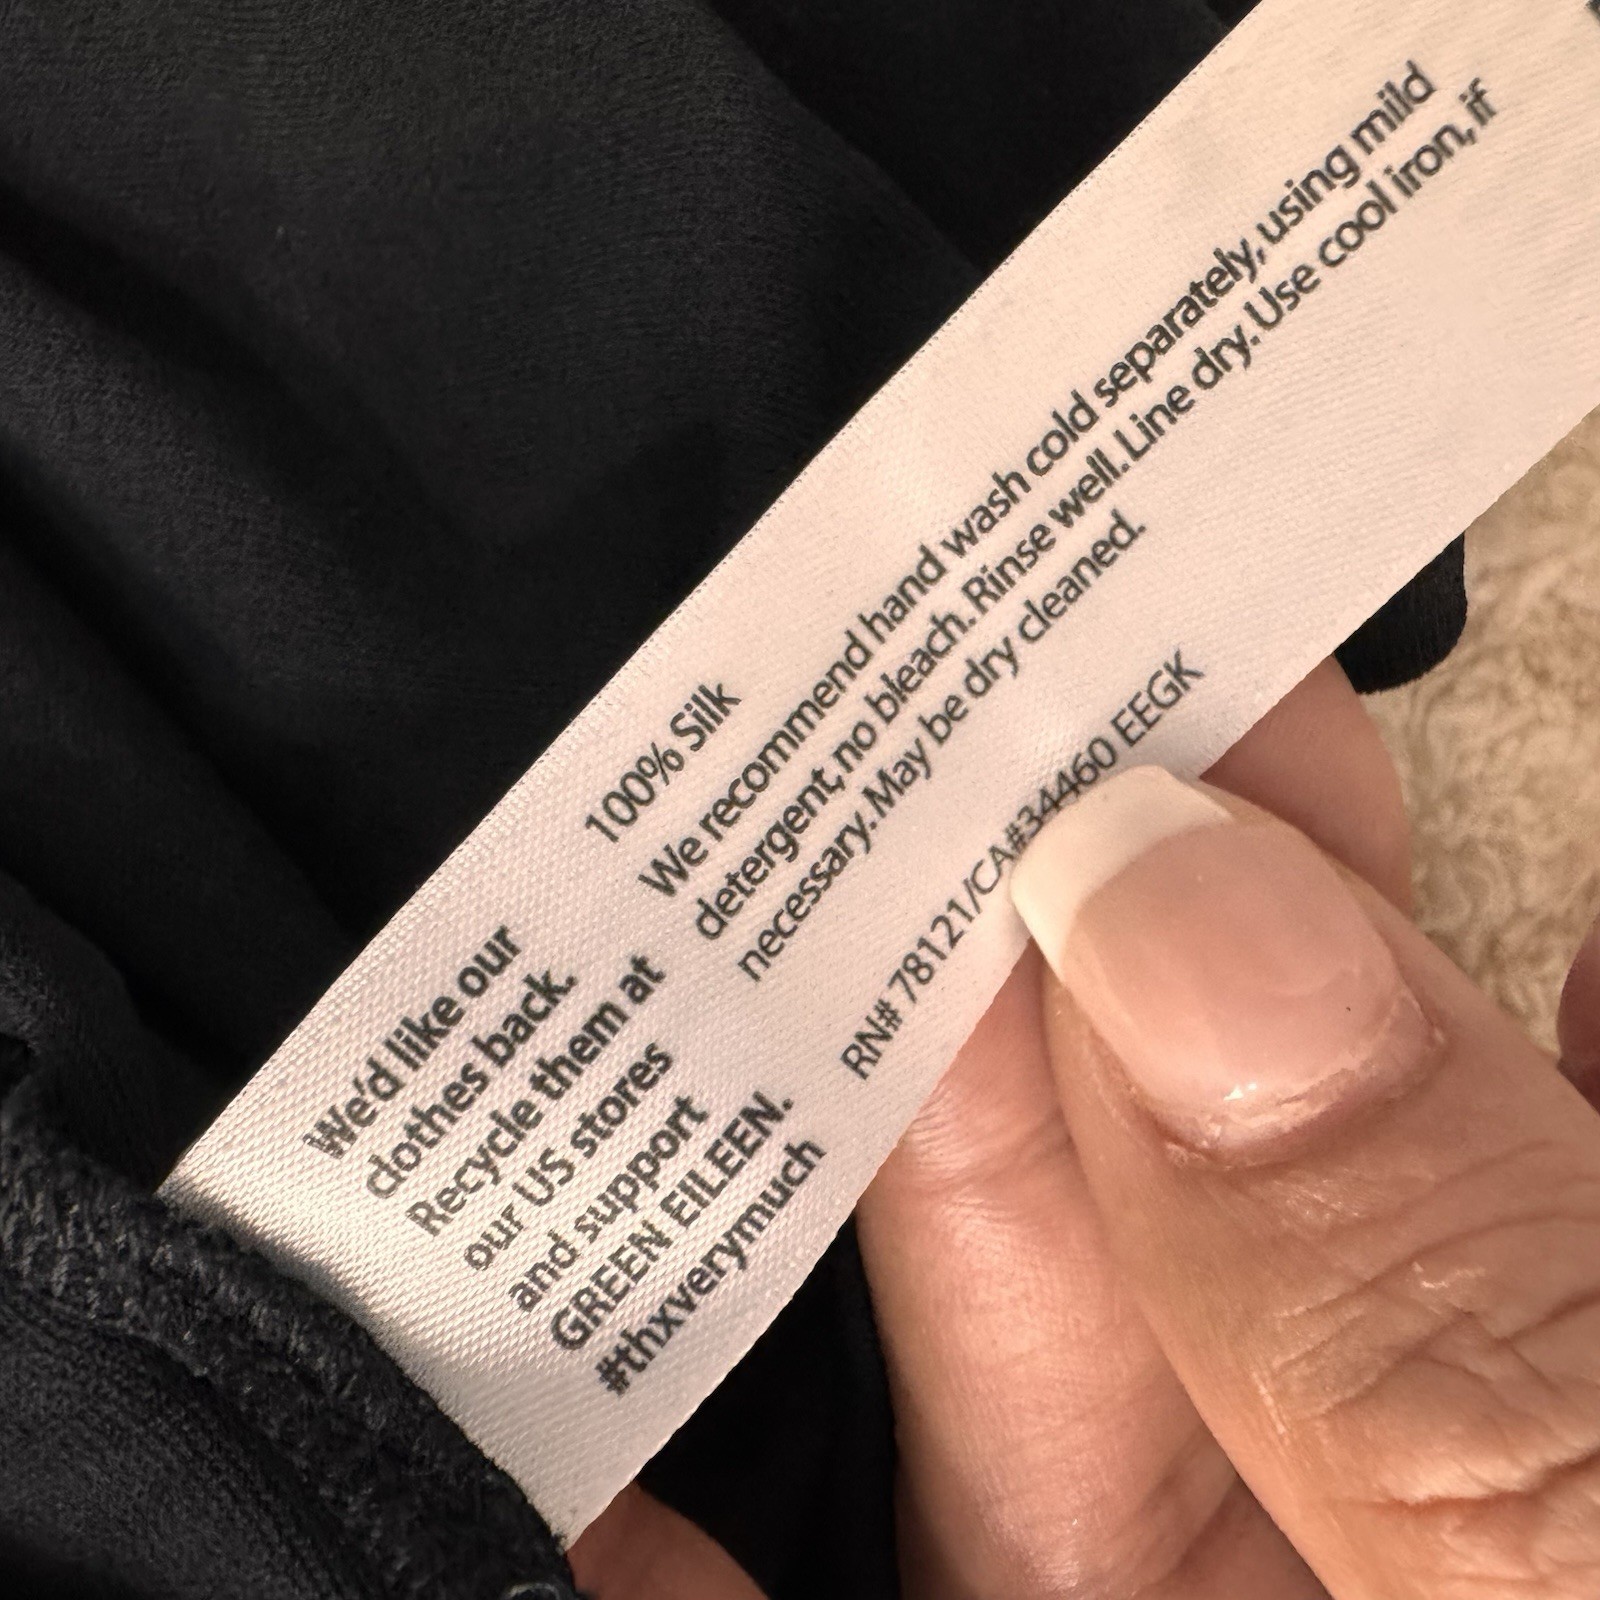 100% Silk
We recommend hand wash cold separately, using mild
detergent, no bleach. Rinse well. Line dry. Use cool iron, if
necessary. May be dry cleaned.
RN# 78121/CA#34460 EEGK
We'd like our
clothes back.
Recycle them at
our US stores
and support
GREEN EILEEN.
#thxverymuch